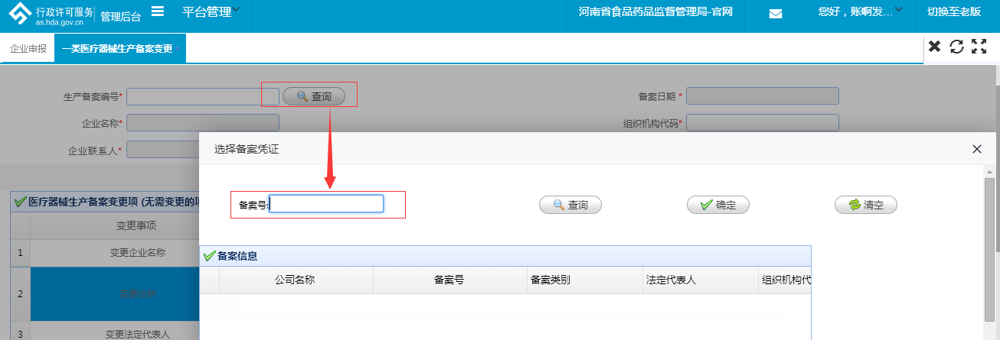 行政许可服务 管理后台 平台管理 河南省食品药品监督管理局-官网 您好，账啊发... 切换至老版
as.hda.gov.cn
企业申报 一类医疗器械生产备案变更
生产备案编号* 查询 备案日期 *
企业名称* 组织机构代码*
企业联系人*
选择备案凭证
备案号: 查询 确定 清空
医疗器械生产备案变更项 (无需变更的项
变更事项
1 变更企业名称
2
3 变更法定代表人
备案信息
公司名称 备案号 备案类别 法定代表人 组织机构代